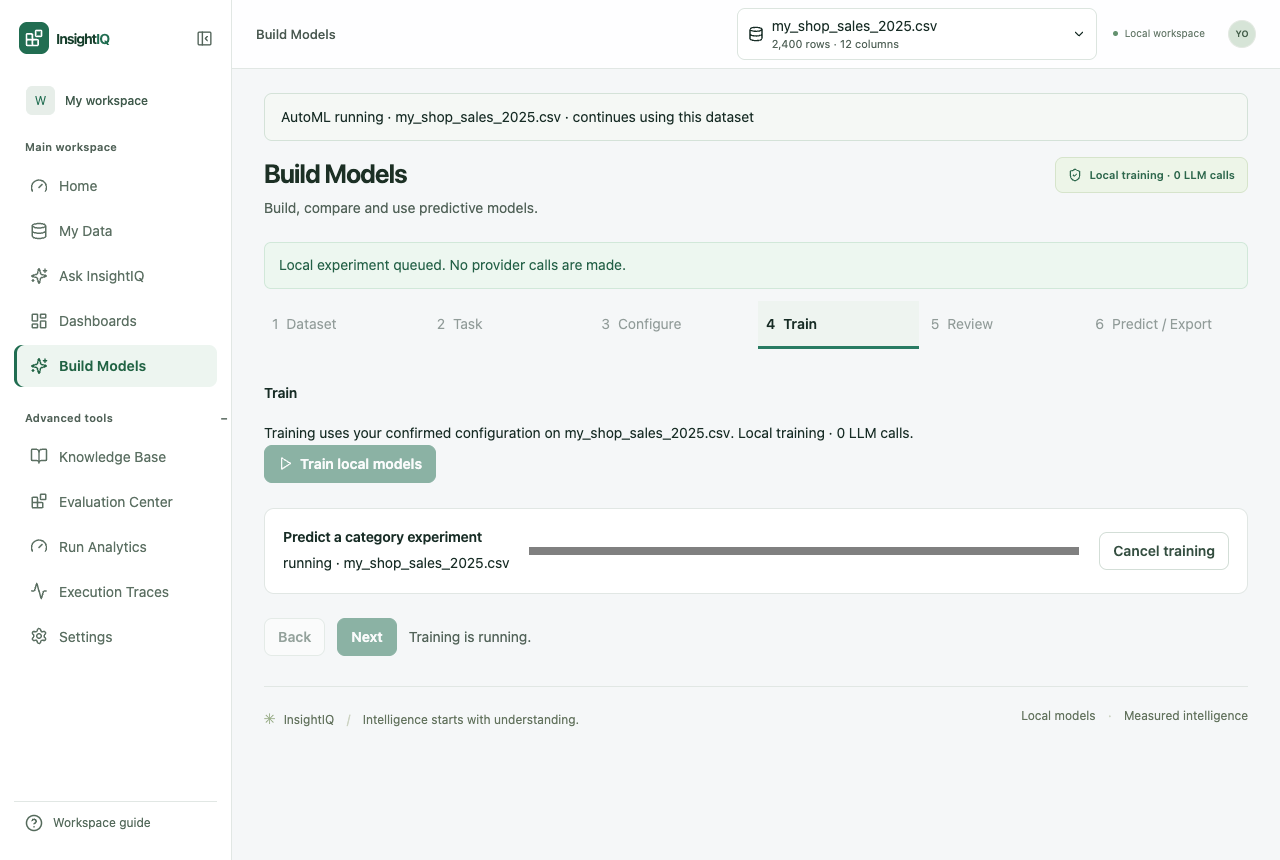 InsightIQ
Build Models
my_shop_sales_2025.csv
2,400 rows · 12 columns
Local workspace
YO
W
My workspace
Main workspace
Home
My Data
Ask InsightIQ
Dashboards
Build Models
Advanced tools
−
Knowledge Base
Evaluation Center
Run Analytics
Execution Traces
Settings
Workspace guide
AutoML running · my_shop_sales_2025.csv · continues using this dataset
Build Models
Local training · 0 LLM calls
Build, compare and use predictive models.
Local experiment queued. No provider calls are made.
1 Dataset
2 Task
3 Configure
4 Train
5 Review
6 Predict / Export
Train
Training uses your confirmed configuration on my_shop_sales_2025.csv. Local training · 0 LLM calls.
Train local models
Predict a category experiment
running · my_shop_sales_2025.csv
Cancel training
Back
Next
Training is running.
InsightIQ / Intelligence starts with understanding.
Local models · Measured intelligence